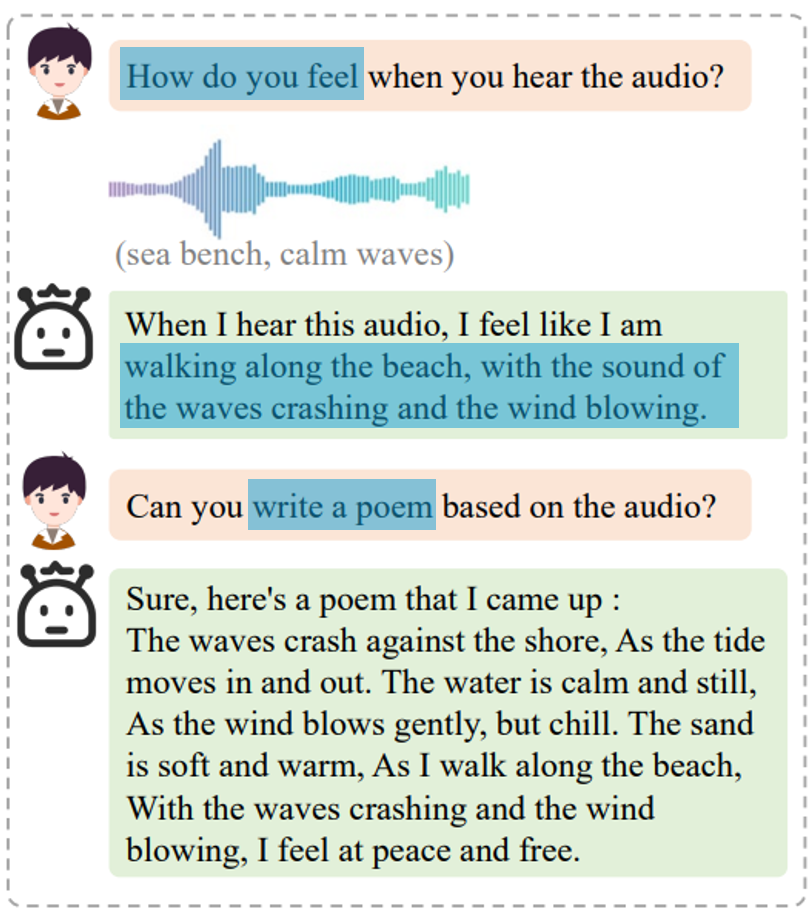 How do you feel when you hear the audio?
(sea bench, calm waves)
When I hear this audio, I feel like I am
walking along the beach, with the sound of
the waves crashing and the wind blowing.
Can you write a poem based on the audio?
Sure, here's a poem that I came up :
The waves crash against the shore, As the tide
moves in and out. The water is calm and still,
As the wind blows gently, but chill. The sand
is soft and warm, As I walk along the beach,
With the waves crashing and the wind
blowing, I feel at peace and free.